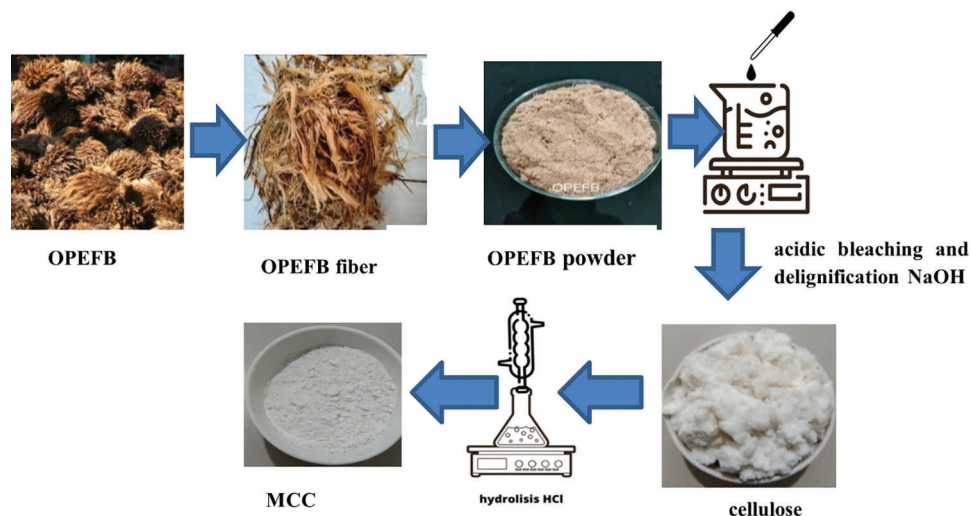 OPEFB
OPEFB fiber
OPEFB
OPEFB powder
acidic bleaching and
delignification NaOH
MCC
hydrolisis HCl
cellulose